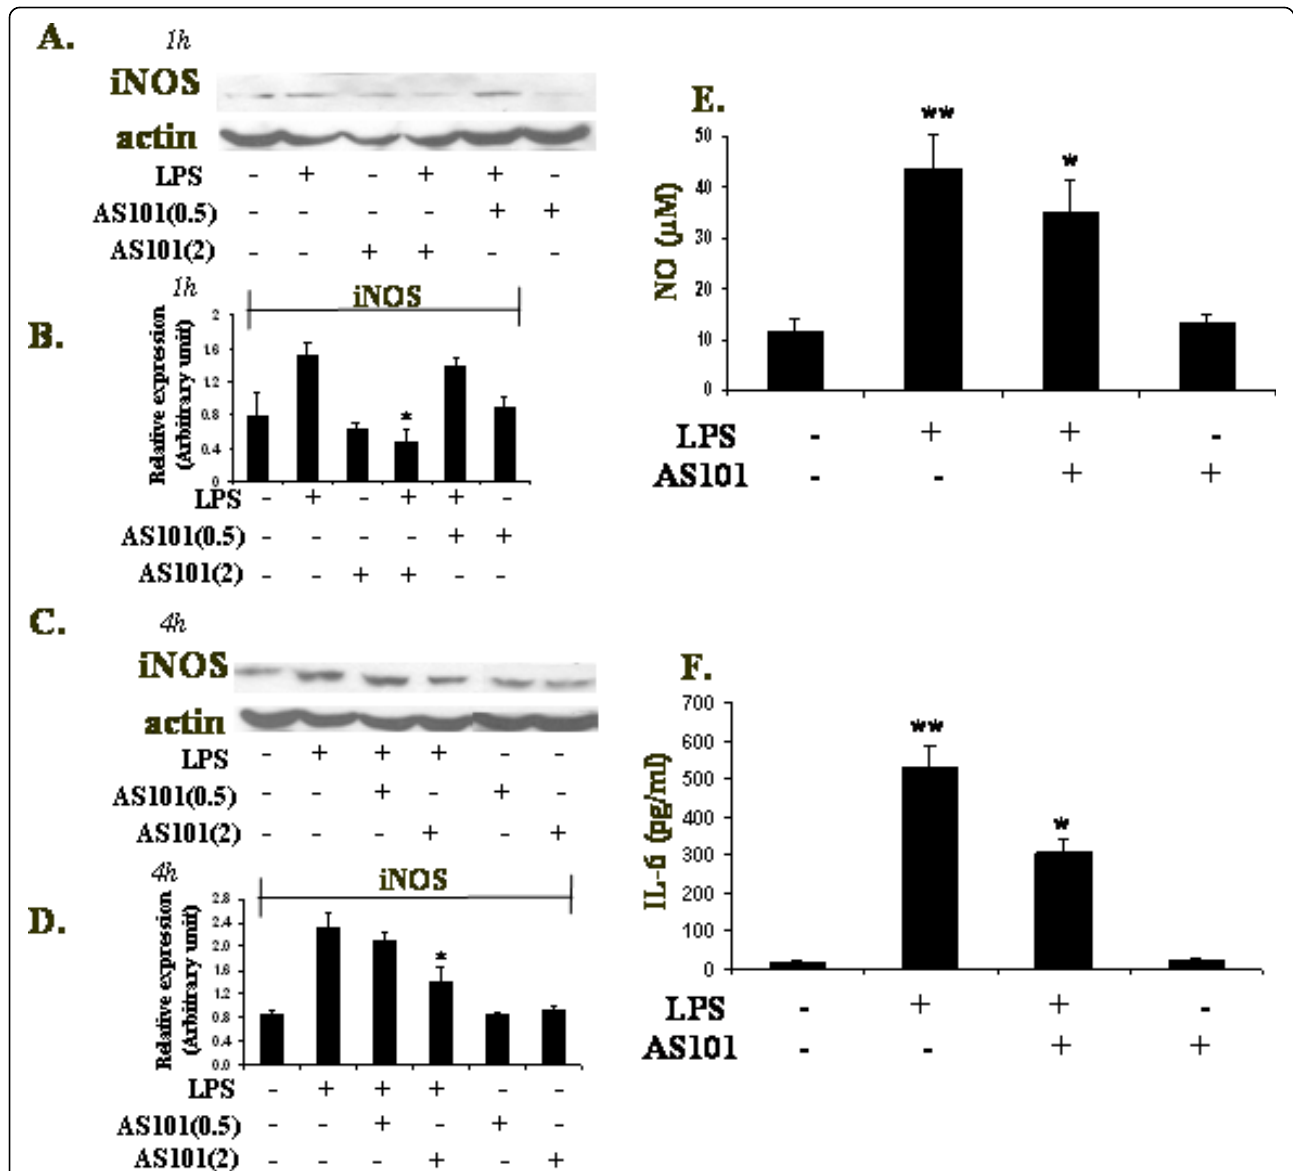 A.
1h
iNOS
actin
LPS - + - + + -
AS101(0.5) - - - - + +
AS101(2) - - + + - -
B.
1h
iNOS
Relative expression
(Arbitrary unit)
2
1.6
1.2
0.8
0.4
0
*
LPS - + - + + -
AS101(0.5) - - - - + +
AS101(2) - - + + - -
C.
4h
iNOS
actin
LPS - + + + - -
AS101(0.5) - - + - + -
AS101(2) - - - + - +
D.
4h
iNOS
Relative expression
(Arbitrary unit)
2.8
2.4
2.0
1.6
1.2
0.8
0.4
0.0
*
LPS - + + + - -
AS101(0.5) - - + - + -
AS101(2) - - - + - +
E.
NO (µM)
50
40
30
20
10
0
**
*
LPS - + + -
AS101 - - + +
F.
IL-6 (pg/ml)
700
600
500
400
300
200
100
0
**
*
LPS - + + -
AS101 - - + +